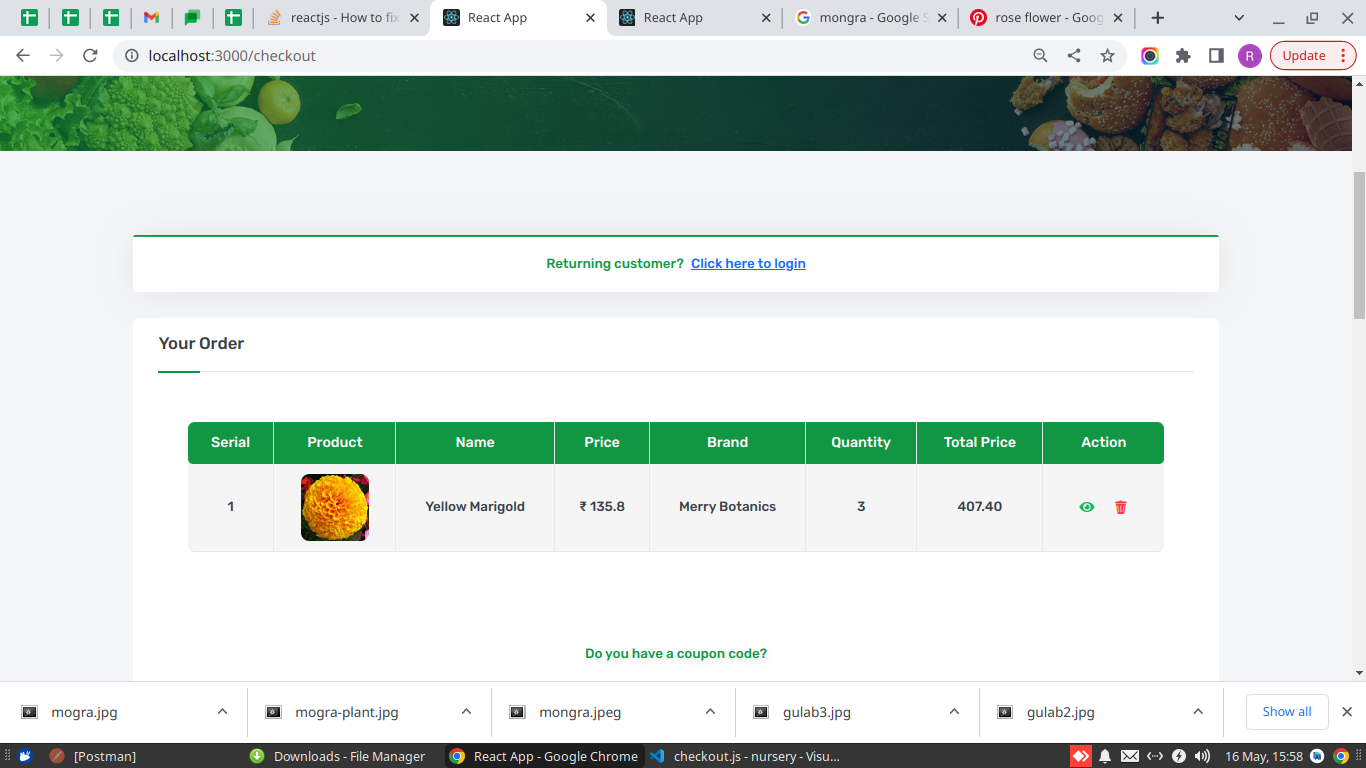 reactjs - How to fix
React App
React App
mongra - Google S
rose flower - Goog
localhost:3000/checkout
R
Update
Returning customer? Click here to login
Your Order
Serial Product Name Price Brand Quantity Total Price Action
1 Yellow Marigold ₹ 135.8 Merry Botanics 3 407.40
Do you have a coupon code?
mogra.jpg
mogra-plant.jpg
mongra.jpeg
gulab3.jpg
gulab2.jpg
Show all
[Postman]
Downloads - File Manager
React App - Google Chrome
checkout.js - nursery - Visu...
16 May, 15:58